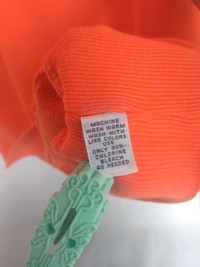 MACHINE
WASH WARM
WASH WITH
LIKE COLORS
USE
ONLY NON-
CHLORINE
BLEACH
AS NEEDED